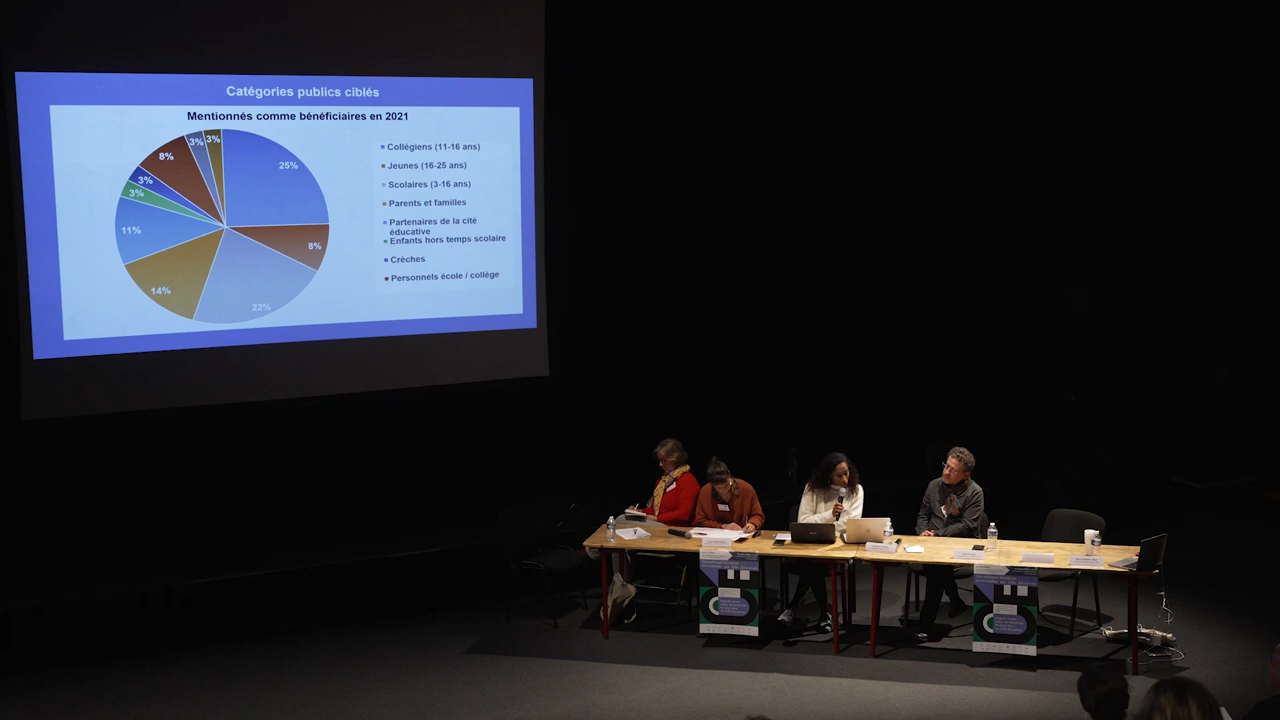 Catégories publics ciblés
Mentionnés comme bénéficiaires en 2021
3%
3%
8%
25%
3%
3%
11%
8%
14%
22%
Collégiens (11-16 ans)
Jeunes (16-25 ans)
Scolaires (3-16 ans)
Parents et familles
Partenaires de la cité
éducative
Enfants hors temps scolaire
Crèches
Personnels école / collège